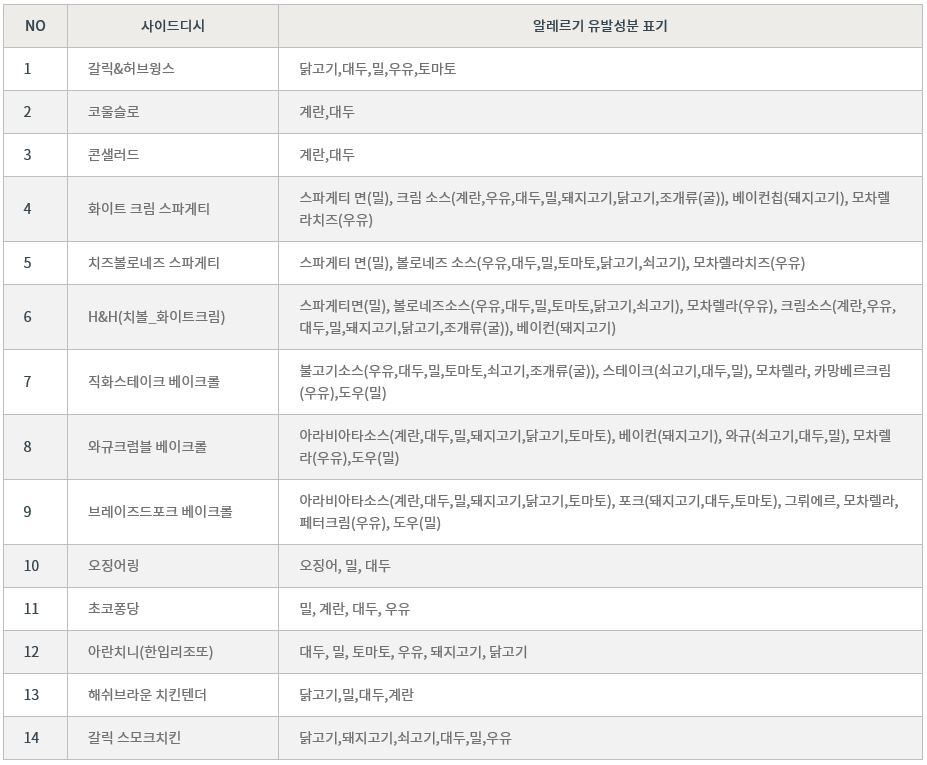 NO 사이드디시 알레르기 유발성분 표기
1 갈릭&허브윙스 닭고기,대두,밀,우유,토마토
2 코울슬로 계란,대두
3 콘샐러드 계란,대두
4 화이트 크림 스파게티 스파게티 면(밀), 크림 소스(계란,우유,대두,밀,돼지고기,닭고기,조개류(굴)), 베이컨칩(돼지고기), 모차렐
라치즈(우유)
5 치즈볼로네즈 스파게티 스파게티 면(밀), 볼로네즈 소스(우유,대두,밀,토마토,닭고기,쇠고기), 모차렐라치즈(우유)
6 H&H(치볼_화이트크림) 스파게티면(밀), 볼로네즈소스(우유,대두,밀,토마토,닭고기,쇠고기), 모차렐라(우유), 크림소스(계란,우유,
대두,밀,돼지고기,닭고기,조개류(굴)), 베이컨(돼지고기)
7 직화스테이크 베이크롤 불고기소스(우유,대두,밀,토마토,쇠고기,조개류(굴)), 스테이크(쇠고기,대두,밀), 모차렐라, 카망베르크림
(우유),도우(밀)
8 와규크럼블 베이크롤 아라비아타소스(계란,대두,밀,돼지고기,닭고기,토마토), 베이컨(돼지고기), 와규(쇠고기,대두,밀), 모차렐
라(우유),도우(밀)
9 브레이즈드포크 베이크롤 아라비아타소스(계란,대두,밀,돼지고기,닭고기,토마토), 포크(돼지고기,대두,토마토), 그뤼에르, 모차렐라,
페터크림(우유), 도우(밀)
10 오징어링 오징어, 밀, 대두
11 초코퐁당 밀, 계란, 대두, 우유
12 아란치니(한입리조또) 대두, 밀, 토마토, 우유, 돼지고기, 닭고기
13 해쉬브라운 치킨텐더 닭고기,밀,대두,계란
14 갈릭 스모크치킨 닭고기,돼지고기,쇠고기,대두,밀,우유